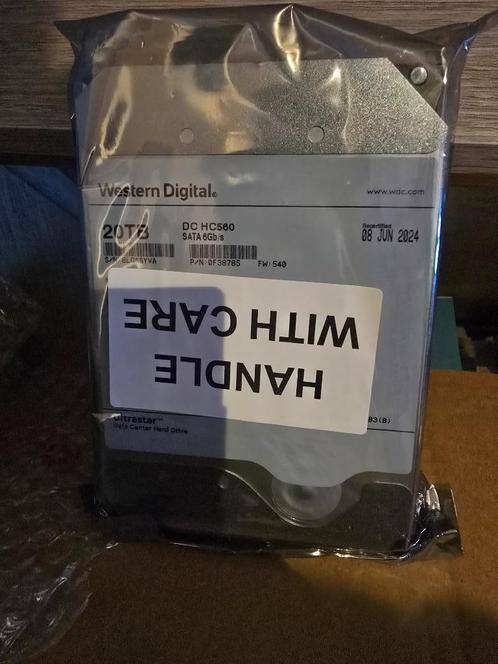 Western Digital®
www.wdc.com
20TB
DC HC560
SATA 6Gb/s
Recertified
08 JUN 2024
P/N:0F38785
FW:540
HANDLE
WITH CARE
Ultrastar™
Data Center Hard Drive